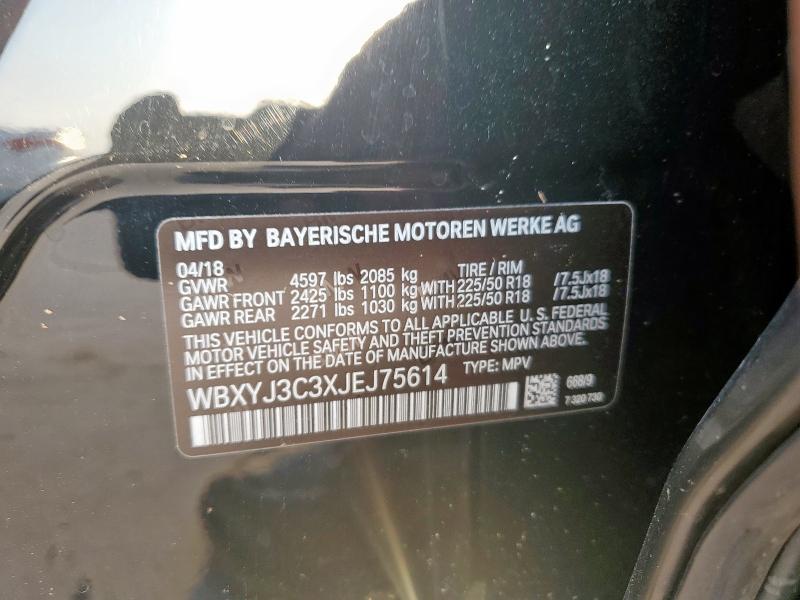 MFD BY BAYERISCHE MOTOREN WERKE AG
04/18 TIRE / RIM
GVWR 4597 lbs 2085 kg
GAWR FRONT 2425 lbs 1100 kg WITH 225/50 R18 /7.5Jx18
GAWR REAR 2271 lbs 1030 kg WITH 225/50 R18 /7.5Jx18
THIS VEHICLE CONFORMS TO ALL APPLICABLE U. S. FEDERAL
MOTOR VEHICLE SAFETY AND THEFT PREVENTION STANDARDS
IN EFFECT ON THE DATE OF MANUFACTURE SHOWN ABOVE.
WBXYJ3C3XJEJ75614 TYPE: MPV
668/9
7 320 730